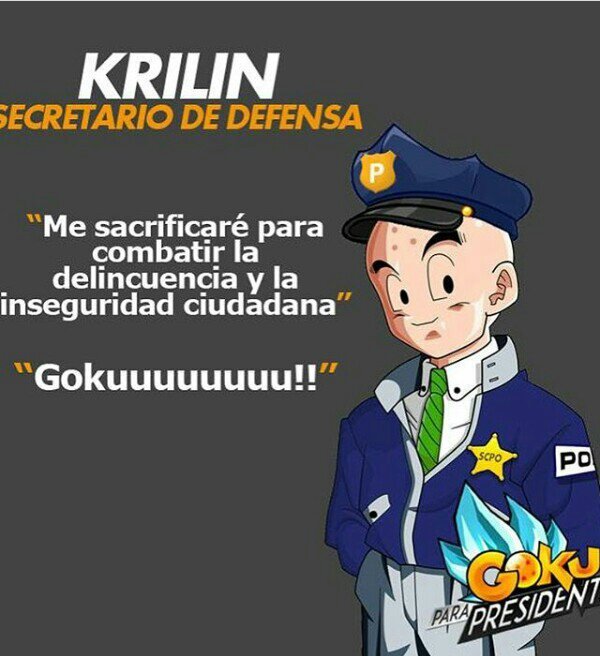 KRILIN
SECRETARIO DE DEFENSA
"Me sacrificaré para
combatir la
delincuencia y la
inseguridad ciudadana"
"Gokuuuuuuuu!!"
P
SCPO
PO
GOKU
PARA PRESIDENT